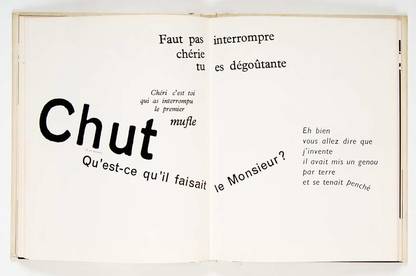 Faut pas interrompre
chérie
tu es dégoûtante
Chéri c'est toi
qui as interrompu
le premier
mufle
Chut
Qu'est-ce qu'il faisait le Monsieur ?
Eh bien
vous allez dire que
j'invente
il avait mis un genou
par terre
et se tenait penché